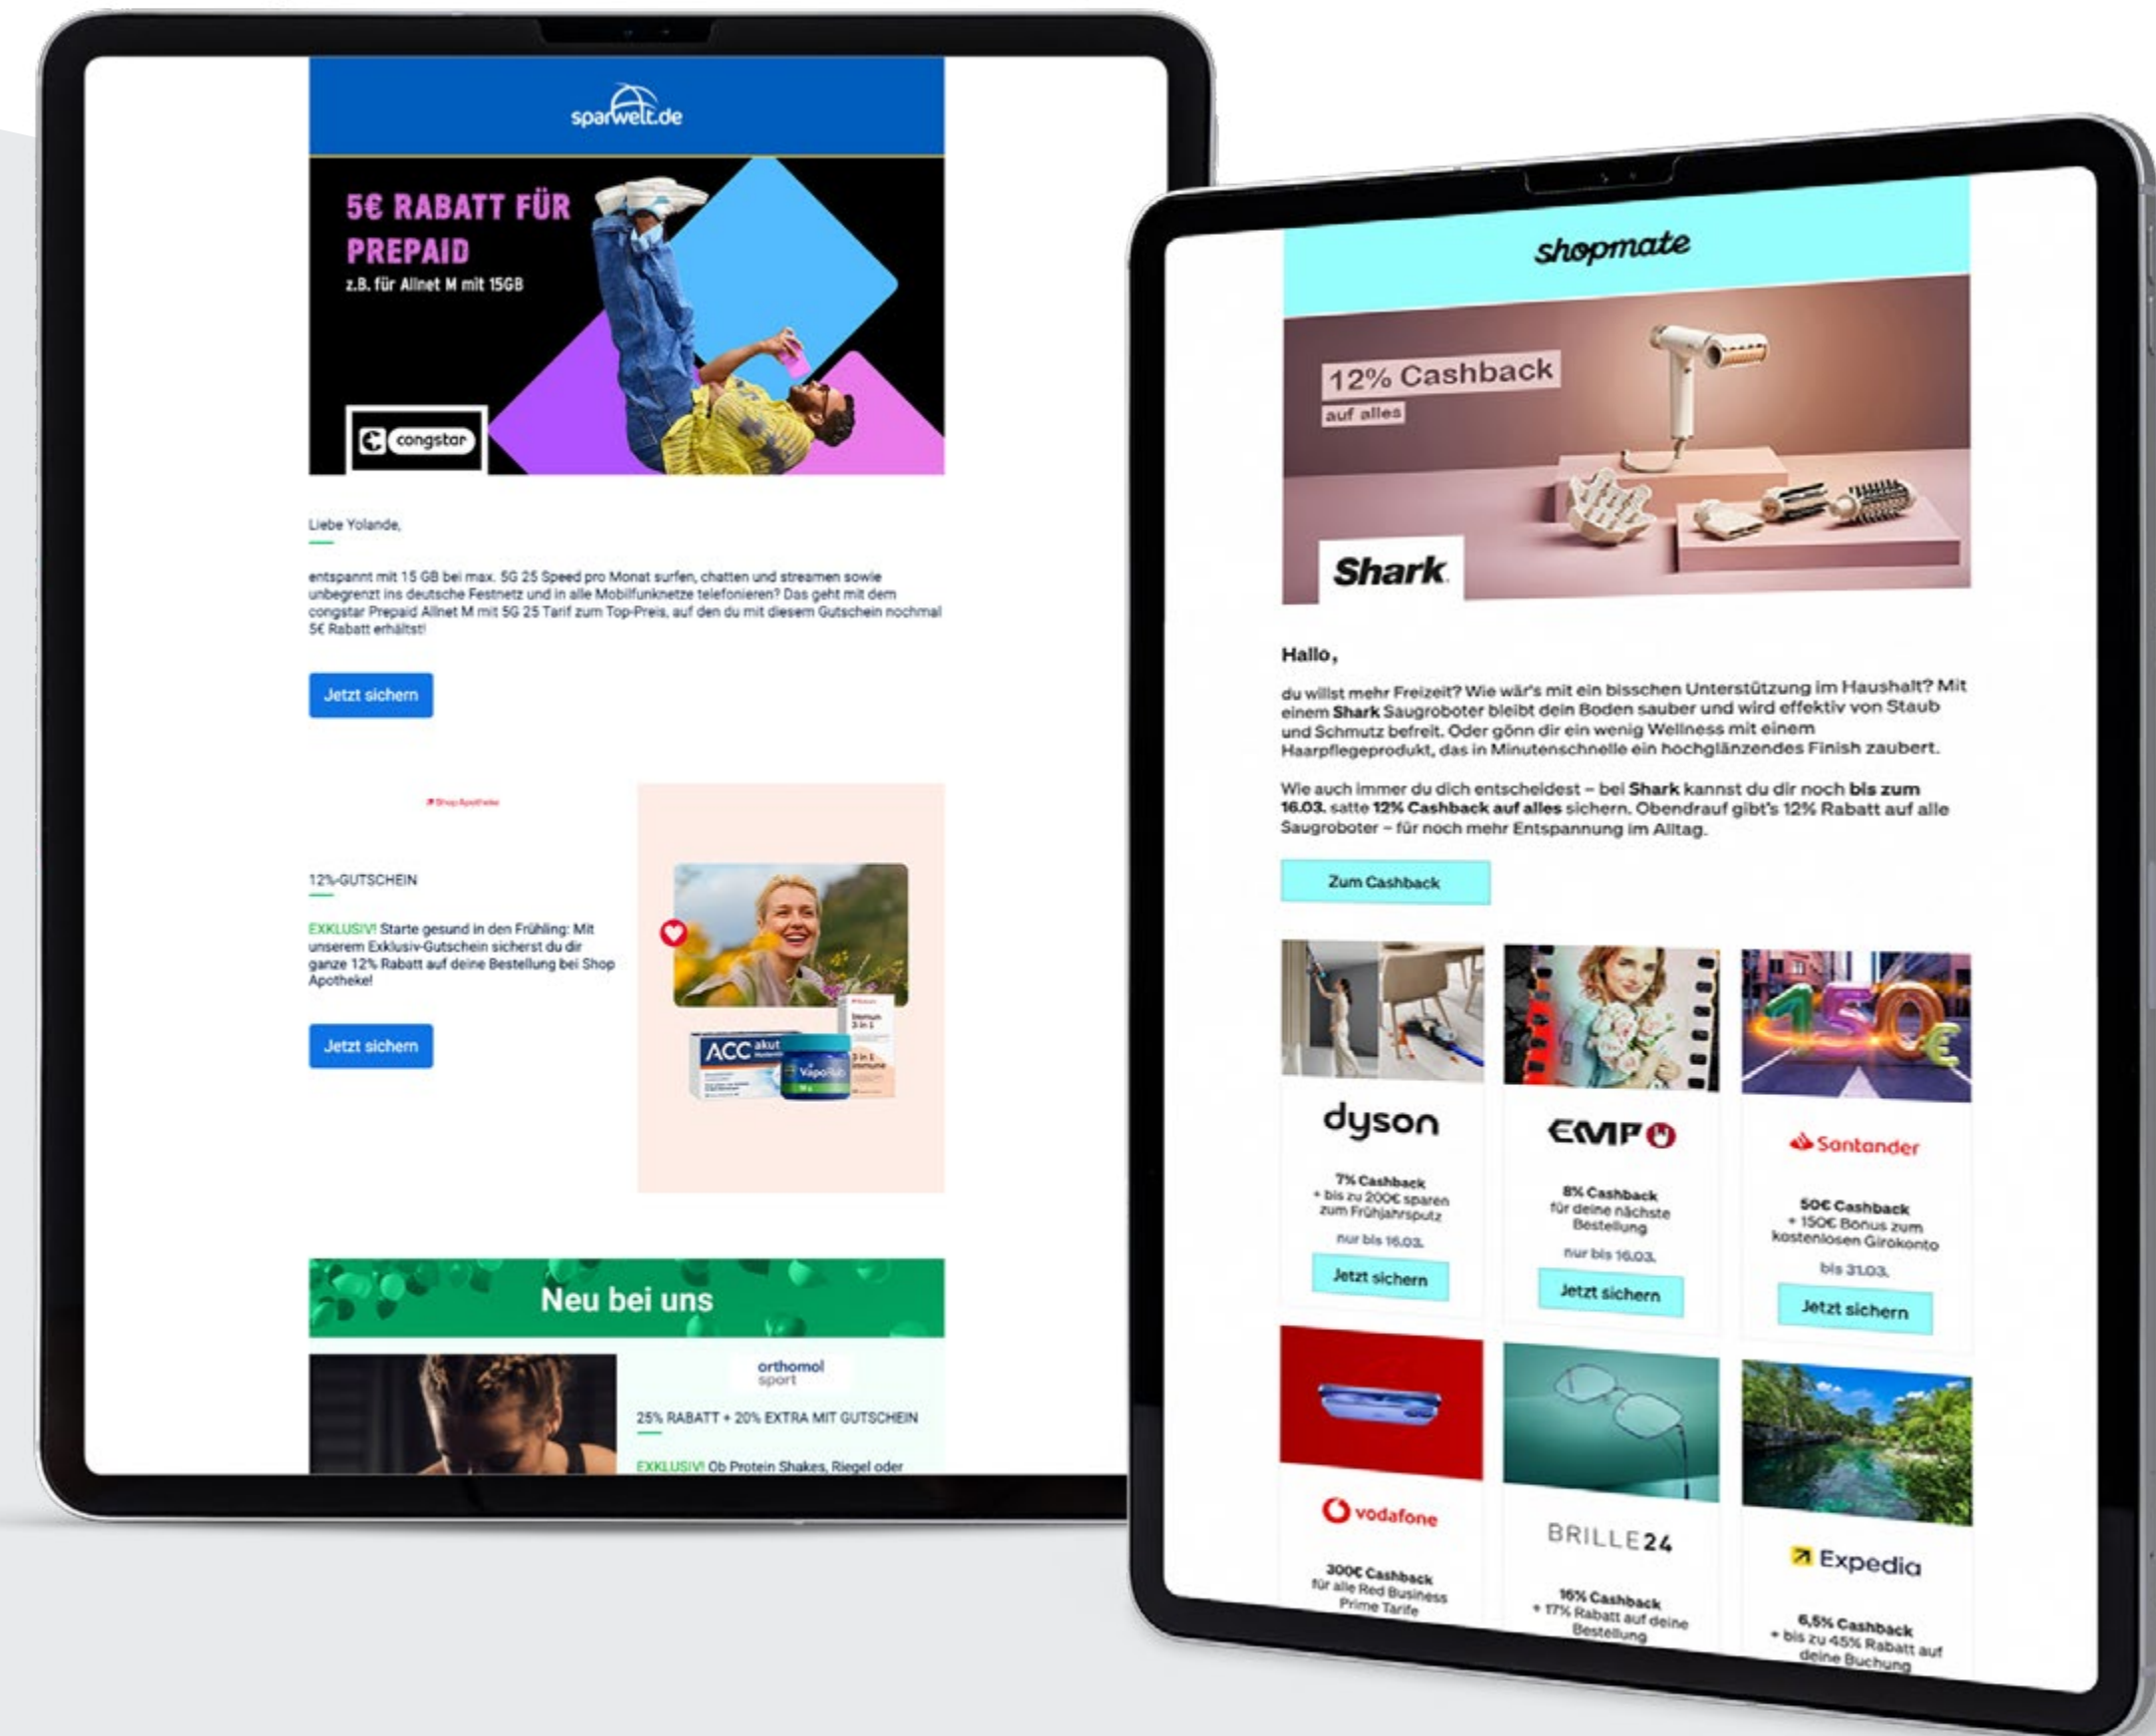 sparwelt.de
5€ RABATT FÜR
PREPAID
z.B. für Allnet M mit 15GB
congstar
Liebe Yolande,
entspannt mit 15 GB bei max. 5G 25 Speed pro Monat surfen, chatten und streamen sowie
unbegrenzt ins deutsche Festnetz und in alle Mobilfunknetze telefonieren? Das geht mit dem
congstar Prepaid Allnet M mit 5G 25 Tarif zum Top-Preis, auf den du mit diesem Gutschein nochmal
5€ Rabatt erhältst!
Jetzt sichern
Shop Apotheke
12%-GUTSCHEIN
EXKLUSIV! Starte gesund in den Frühling: Mit
unserem Exklusiv-Gutschein sicherst du dir
ganze 12% Rabatt auf deine Bestellung bei Shop
Apotheke!
Jetzt sichern
Immun
3 in 1
ACC akut
VapoRub
3 in 1
immune
Neu bei uns
orthomol
sport
25% RABATT + 20% EXTRA MIT GUTSCHEIN
EXKLUSIV! Ob Protein Shakes, Riegel oder
shopmate
12% Cashback
auf alles
Shark
Hallo,
du willst mehr Freizeit? Wie wär's mit ein bisschen Unterstützung im Haushalt? Mit
einem Shark Saugroboter bleibt dein Boden sauber und wird effektiv von Staub
und Schmutz befreit. Oder gönn dir ein wenig Wellness mit einem
Haarpflegeprodukt, das in Minutenschnelle ein hochglänzendes Finish zaubert.
Wie auch immer du dich entscheidest – bei Shark kannst du dir noch bis zum
16.03. satte 12% Cashback auf alles sichern. Obendrauf gibt's 12% Rabatt auf alle
Saugroboter – für noch mehr Entspannung im Alltag.
Zum Cashback
150€
dyson
7% Cashback
+ bis zu 200€ sparen
zum Frühjahrsputz
nur bis 16.03.
Jetzt sichern
EMP
8% Cashback
für deine nächste
Bestellung
nur bis 16.03.
Jetzt sichern
Santander
50€ Cashback
+ 150€ Bonus zum
kostenlosen Girokonto
bis 31.03.
Jetzt sichern
vodafone
300€ Cashback
für alle Red Business
Prime Tarife
BRILLE24
16% Cashback
+ 17% Rabatt auf deine
Bestellung
Expedia
6,5% Cashback
+ bis zu 45% Rabatt auf
deine Buchung